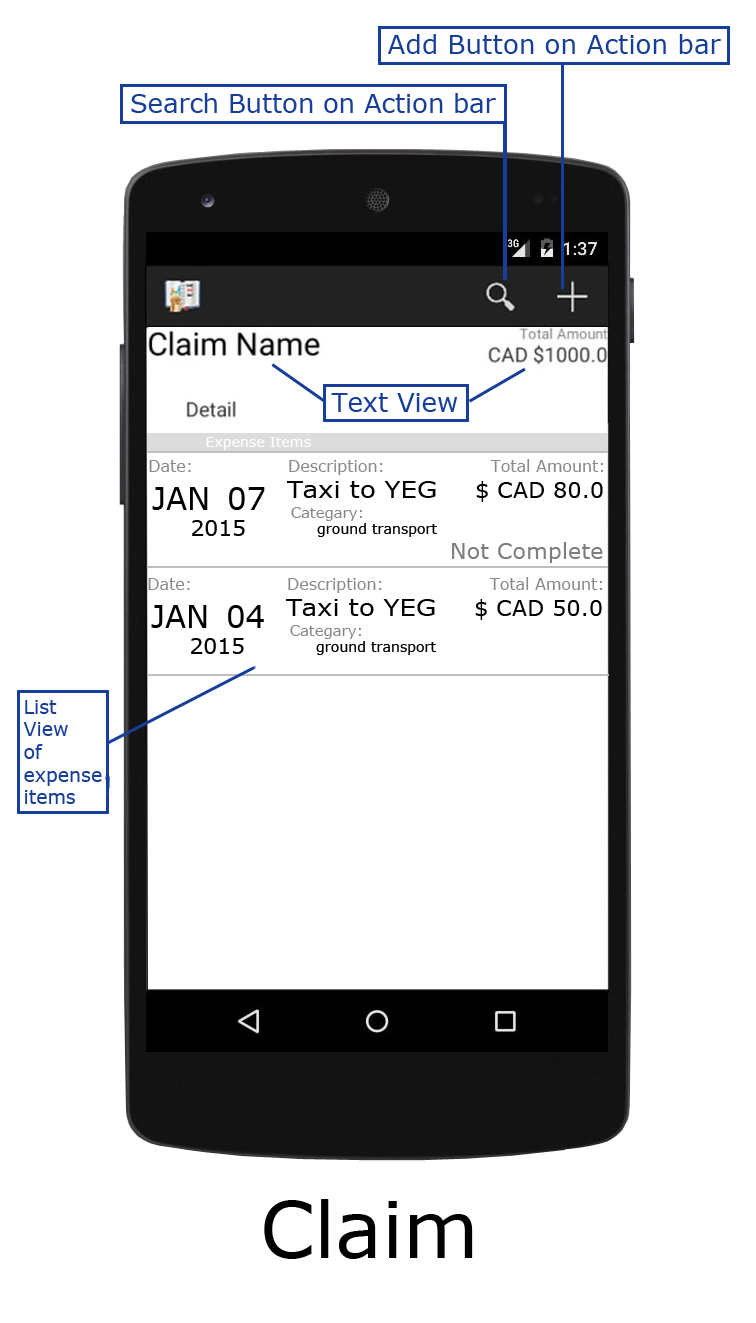 Add Button on Action bar
Search Button on Action bar
3G 1:37
Claim Name
Total Amount
CAD $1000.0
Text View
Detail
Expense Items
Date: Description: Total Amount:
JAN 07 Taxi to YEG $ CAD 80.0
2015 Categary:
ground transport
Not Complete
Date: Description: Total Amount:
JAN 04 Taxi to YEG $ CAD 50.0
2015 Categary:
ground transport
List
View
of
expense
items
Claim